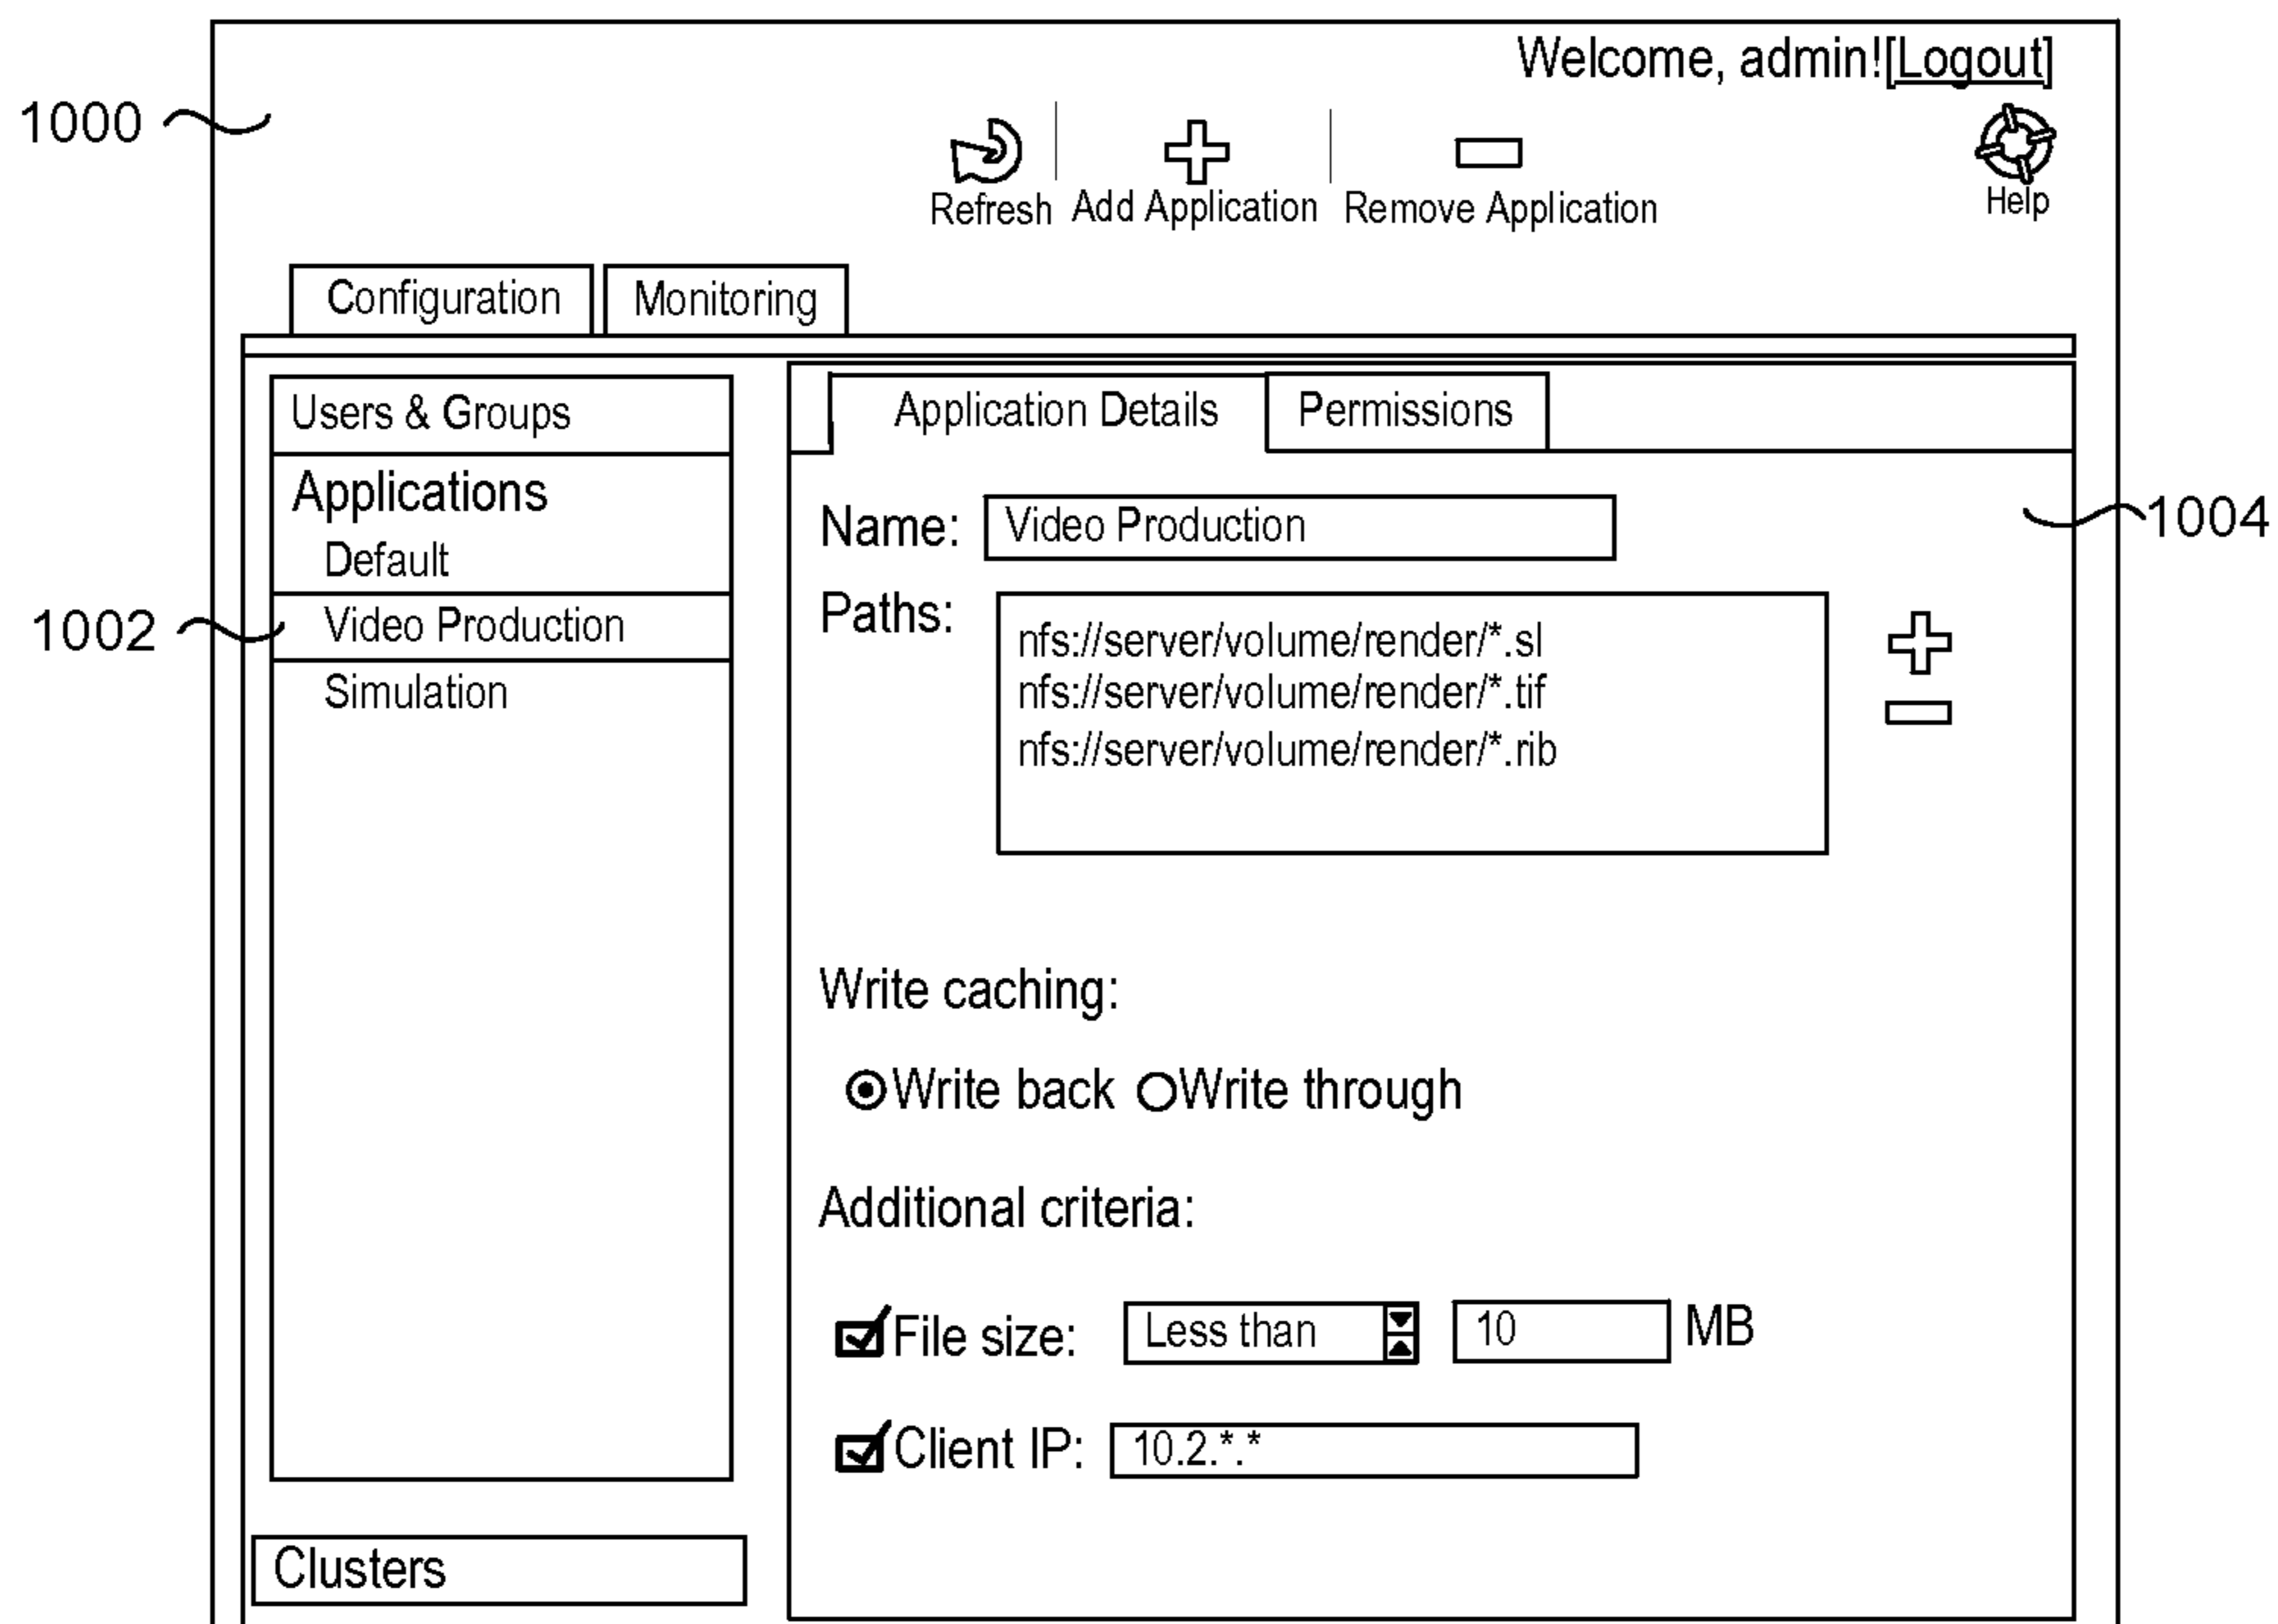 Welcome, admin![Logout]
1000
Refresh Add Application Remove Application Help
Configuration Monitoring
Users & Groups
Applications
Default
1002
Video Production
Simulation
Clusters
Application Details Permissions
Name: Video Production
1004
Paths:
nfs://server/volume/render/*.sl
nfs://server/volume/render/*.tif
nfs://server/volume/render/*.rib
Write caching:
Write back Write through
Additional criteria:
File size: Less than 10 MB
Client IP: 10.2.*.*